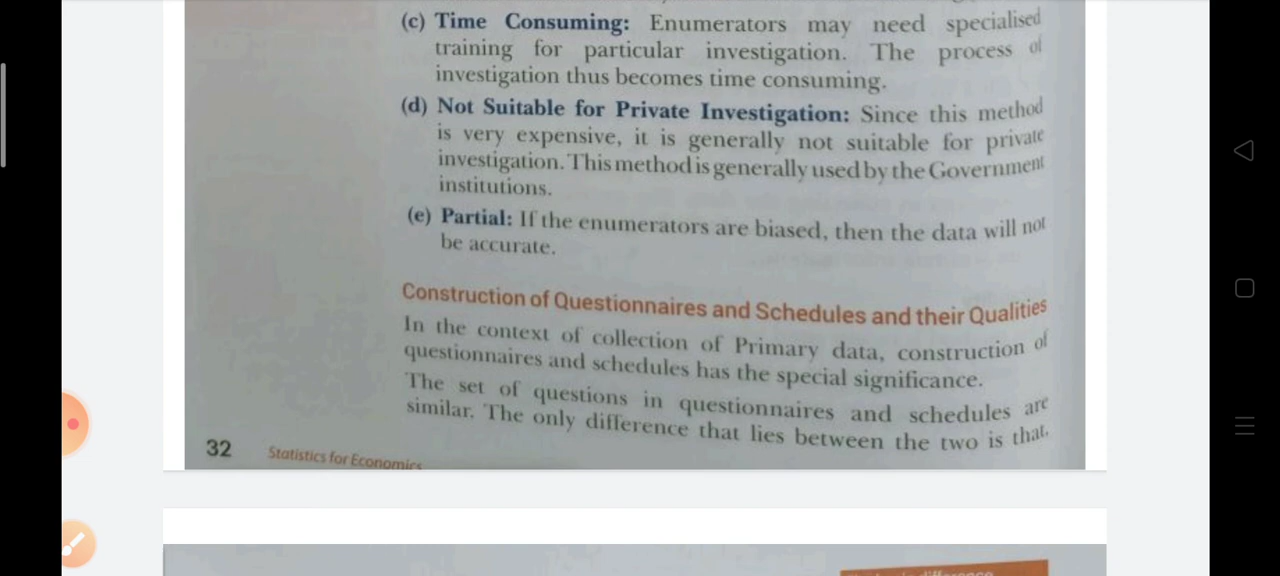 (c) Time Consuming: Enumerators may need specialised
training for particular investigation. The process of
investigation thus becomes time consuming.
(d) Not Suitable for Private Investigation: Since this method
is very expensive, it is generally not suitable for private
investigation. This method is generally used by the Government
institutions.
(e) Partial: If the enumerators are biased, then the data will not
be accurate.
Construction of Questionnaires and Schedules and their Qualities
In the context of collection of Primary data, construction of
questionnaires and schedules has the special significance.
The set of questions in questionnaires and schedules are
similar. The only difference that lies between the two is that,
32 Statistics for Economics